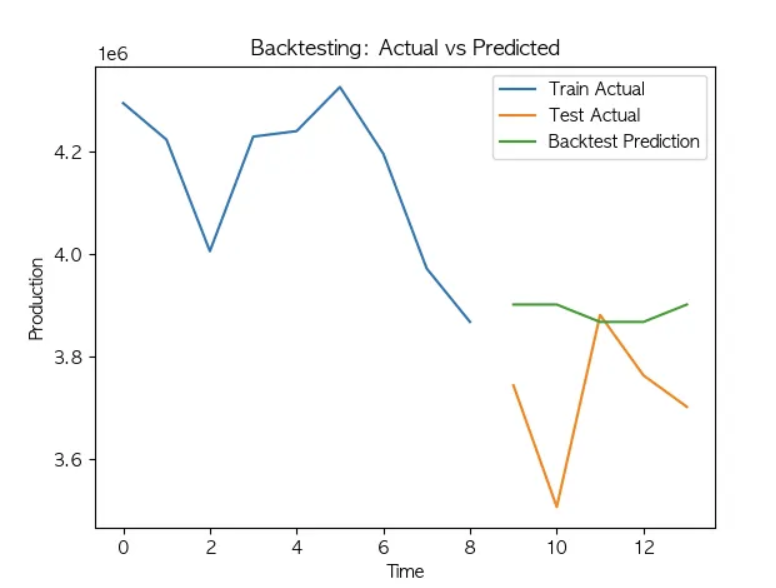 Backtesting: Actual vs Predicted
1e6
Train Actual
Test Actual
Backtest Prediction
4.2
4.0
3.8
3.6
Production
0 2 4 6 8 10 12
Time